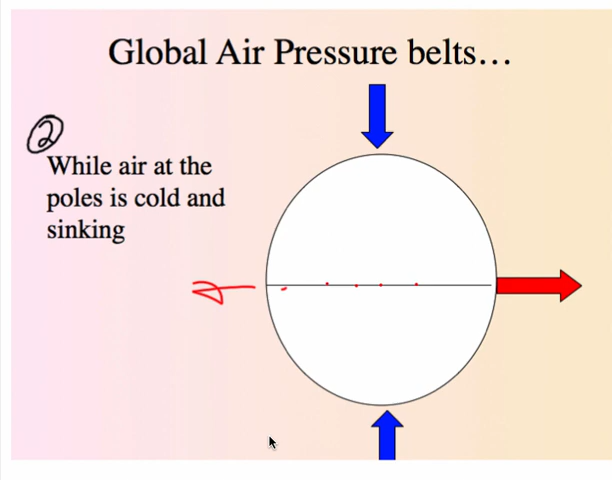 Global Air Pressure belts...
2
While air at the
poles is cold and
sinking